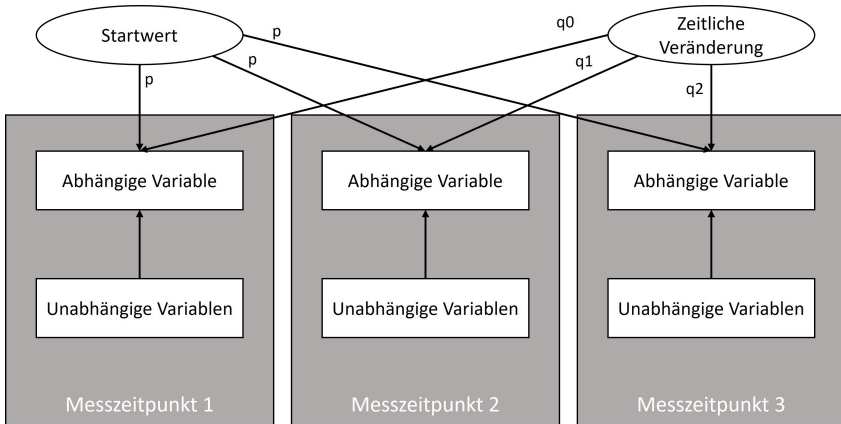 Startwert
Zeitliche
Veränderung
p
p
p
q0
q1
q2
Abhängige Variable
Abhängige Variable
Abhängige Variable
Unabhängige Variablen
Unabhängige Variablen
Unabhängige Variablen
Messzeitpunkt 1
Messzeitpunkt 2
Messzeitpunkt 3